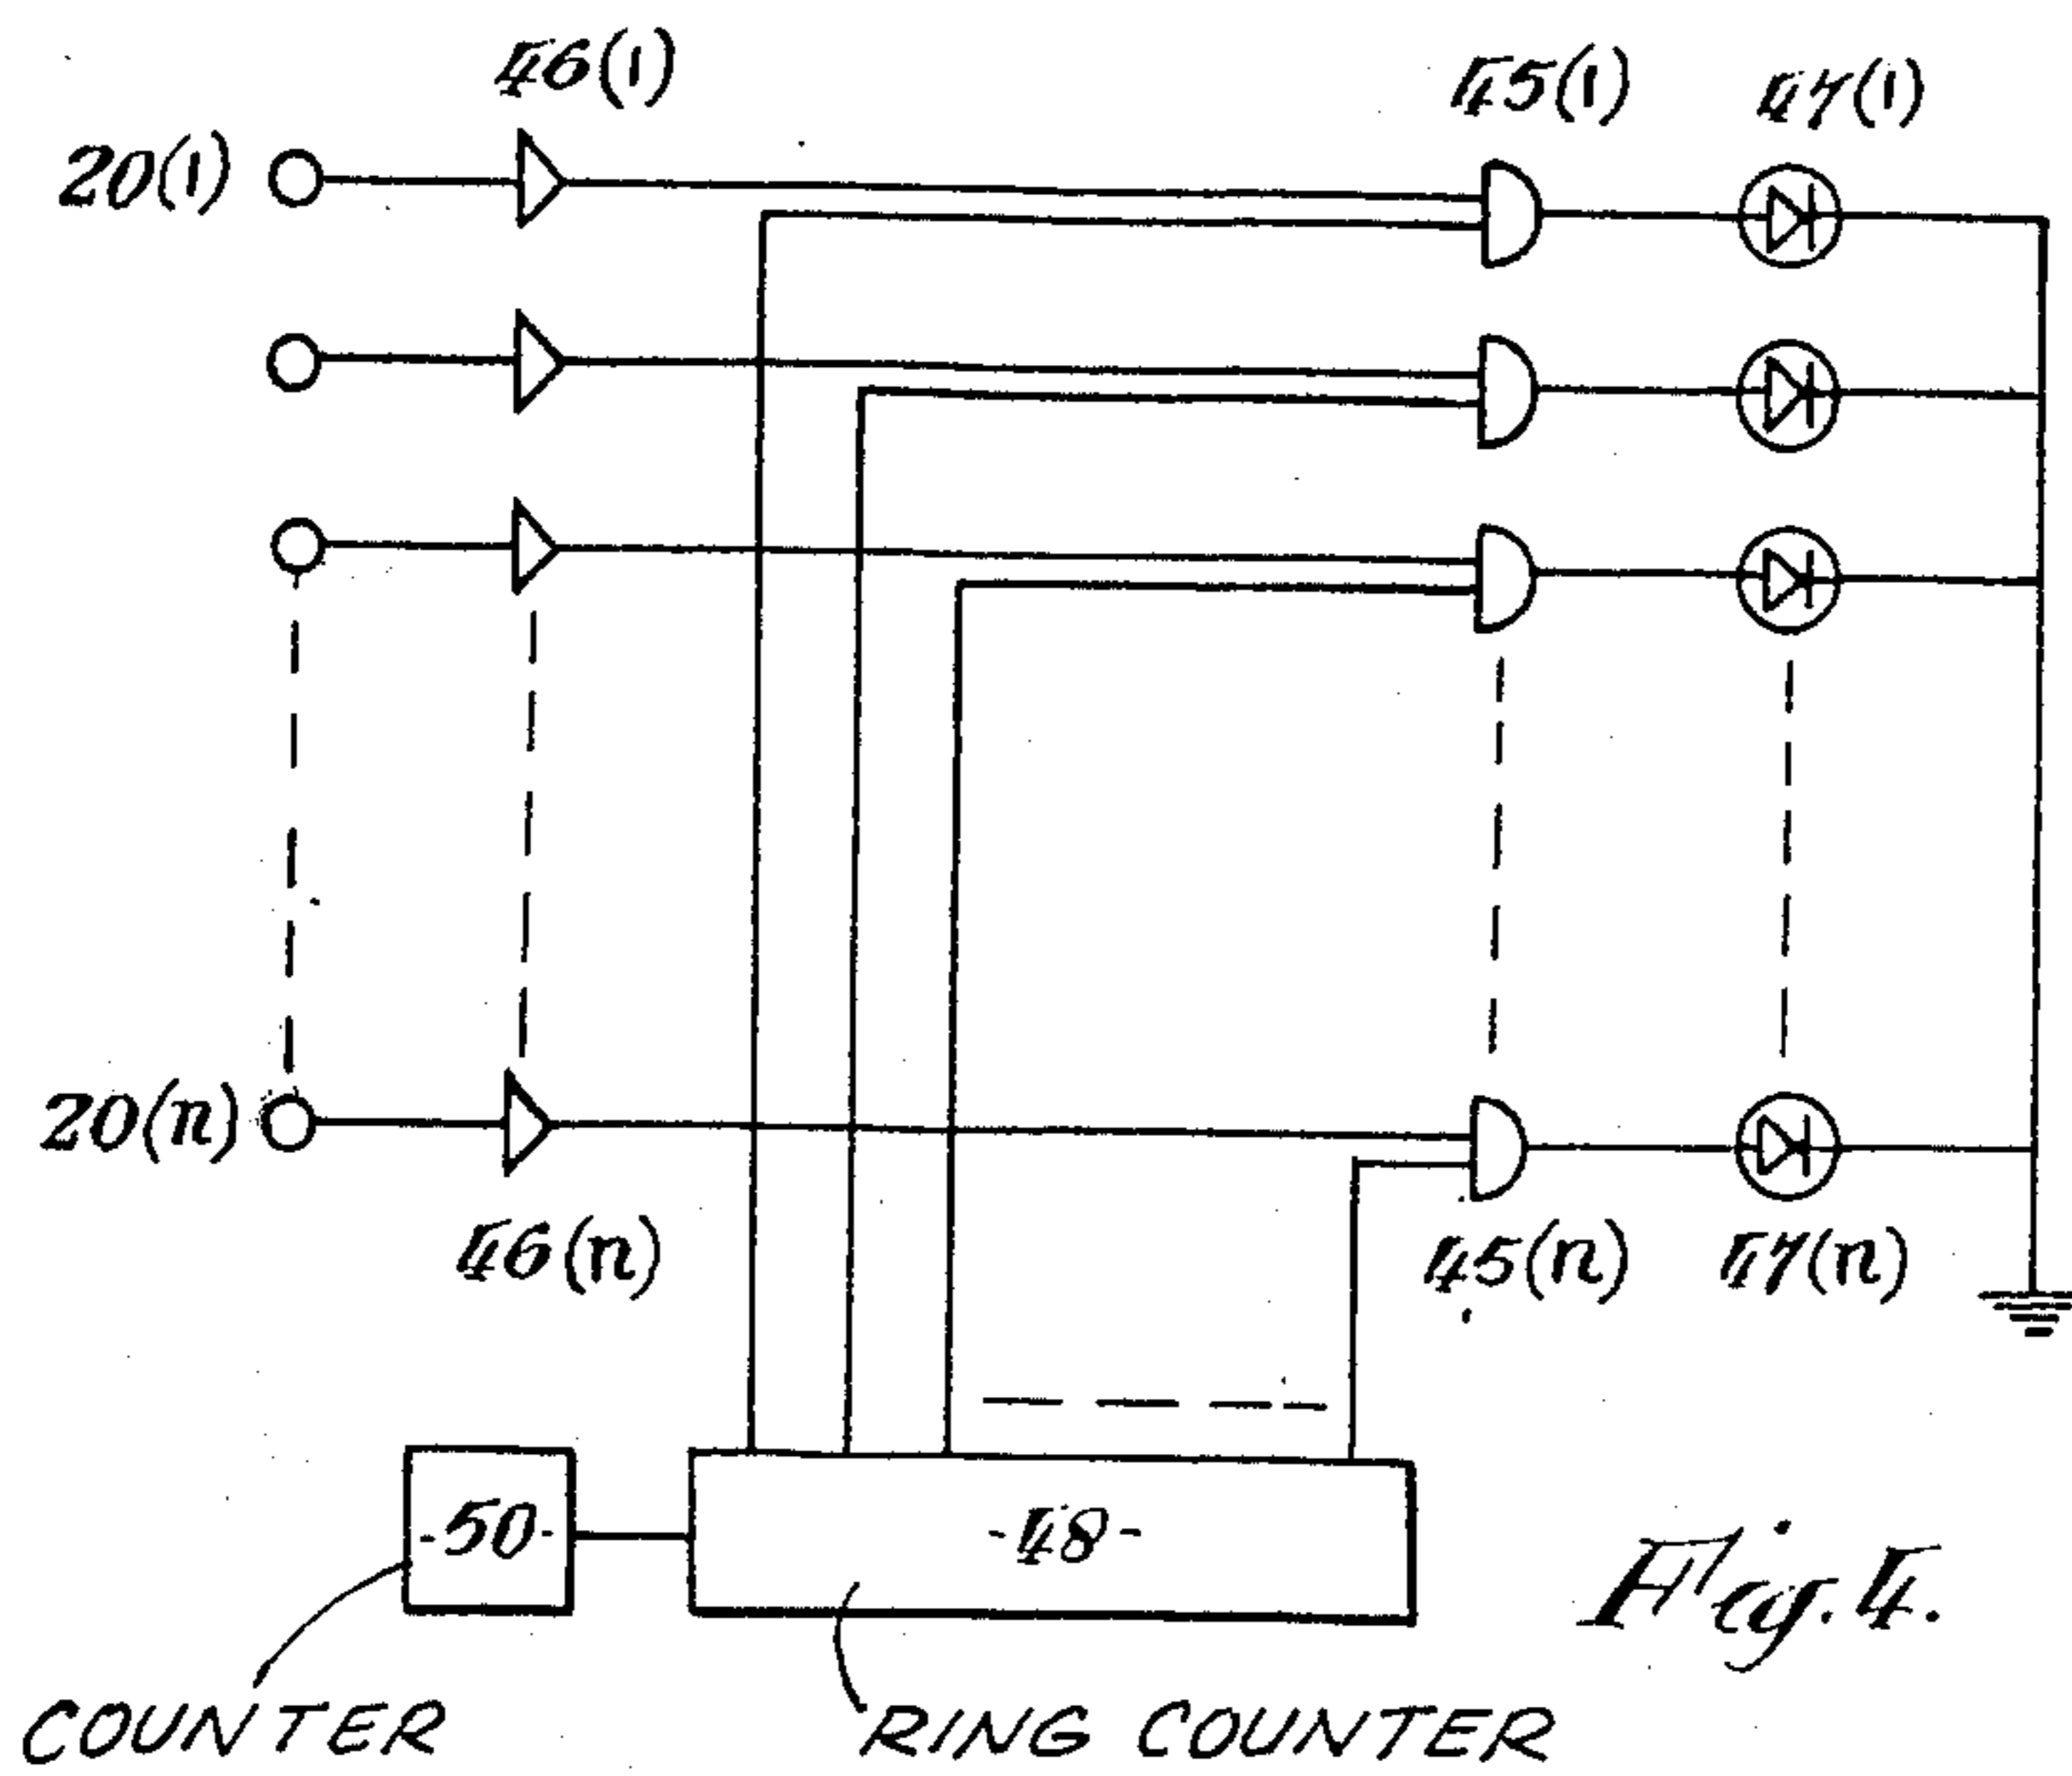 46(1)
45(1)
47(1)
20(1)
20(n)
46(n)
45(n)
47(n)
-50-
-48-
Fig. 4.
COUNTER
RING COUNTER